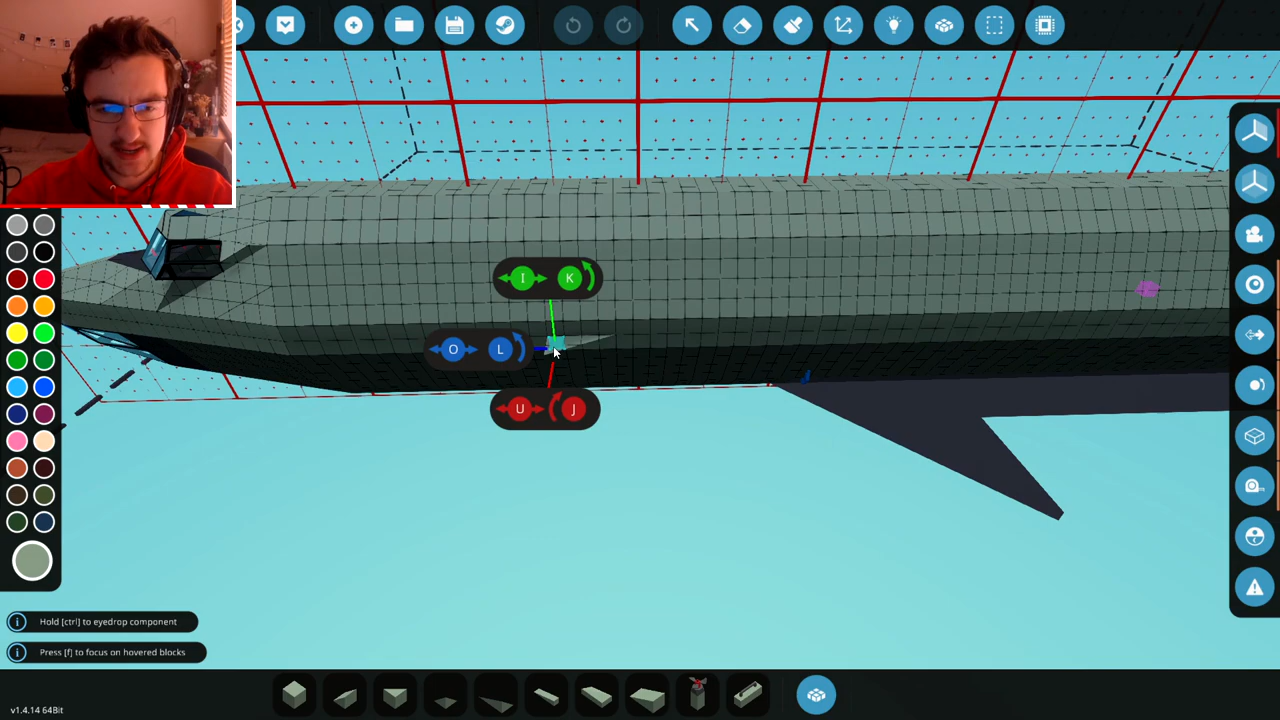 I K
O L
U J
Hold [ctrl] to eyedrop component
Press [f] to focus on hovered blocks
v1.4.14 64Bit